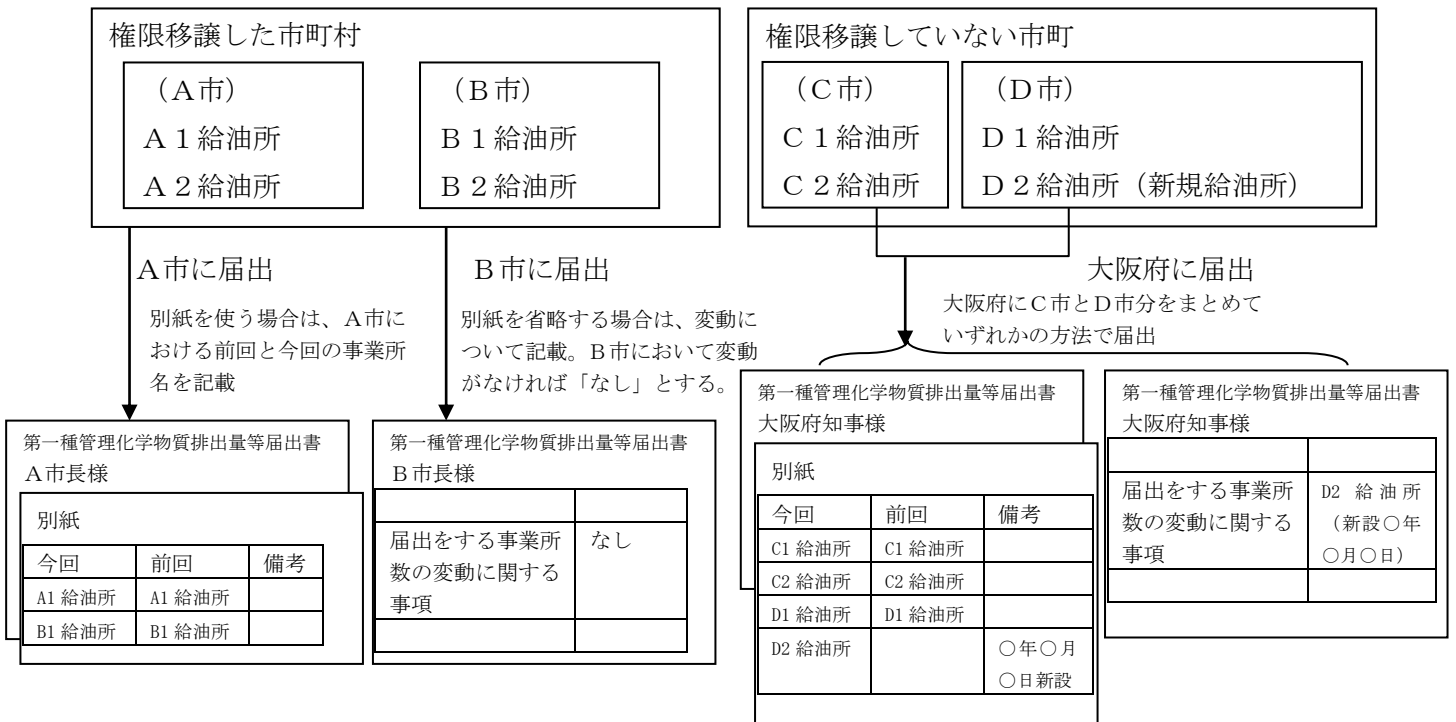 権限移譲した市町村
（A市）
A１給油所
A２給油所
（B市）
B１給油所
B２給油所
権限移譲していない市町
（C市）
C１給油所
C２給油所
（D市）
D１給油所
D２給油所（新規給油所）
A市に届出
別紙を使う場合は、A市に
おける前回と今回の事業所
名を記載
B市に届出
別紙を省略する場合は、変動に
ついて記載。B市において変動
がなければ「なし」とする。
大阪府に届出
大阪府にC市とD市分をまとめて
いずれかの方法で届出
第一種管理化学物質排出量等届出書
A市長様
別紙
今回 前回 備考
A1 給油所 A1 給油所
B1 給油所 B1 給油所
第一種管理化学物質排出量等届出書
B市長様
届出をする事業所 なし
数の変動に関する
事項
第一種管理化学物質排出量等届出書
大阪府知事様
別紙
今回 前回 備考
C1 給油所 C1 給油所
C2 給油所 C2 給油所
D1 給油所 D1 給油所
D2 給油所 ○年○月
○日新設
第一種管理化学物質排出量等届出書
大阪府知事様
届出をする事業所 D2 給油所
数の変動に関する （新設○年
事項 ○月○日）